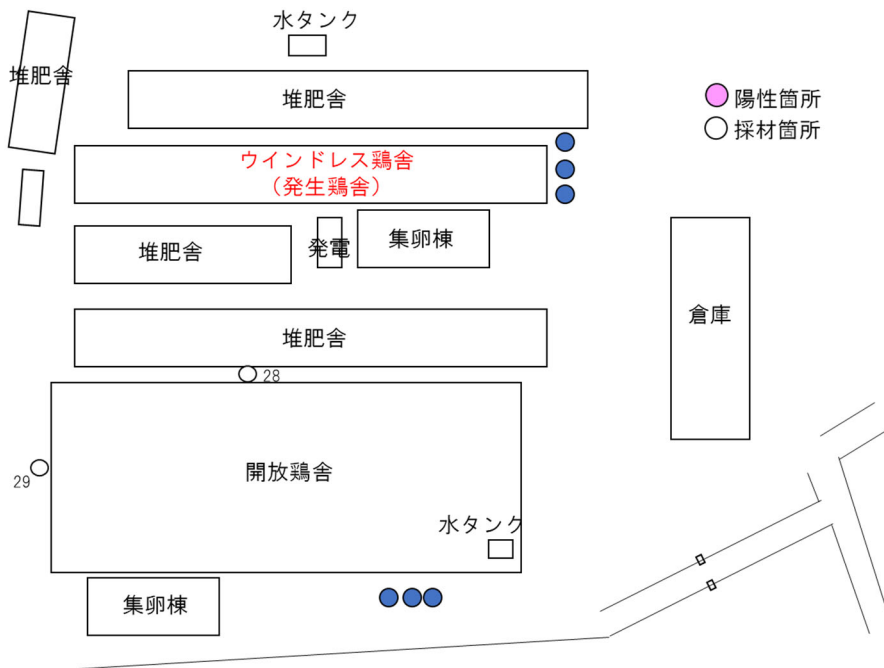 水タンク
堆肥舎
堆肥舎
陽性箇所
採材箇所
ウインドレス鶏舎
（発生鶏舎）
堆肥舎
発電
集卵棟
倉庫
堆肥舎
28
29
開放鶏舎
水タンク
集卵棟